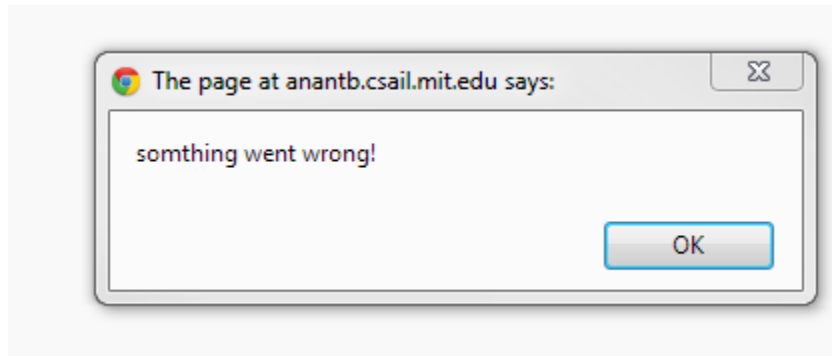 The page at anantb.csail.mit.edu says:
somthing went wrong!
OK